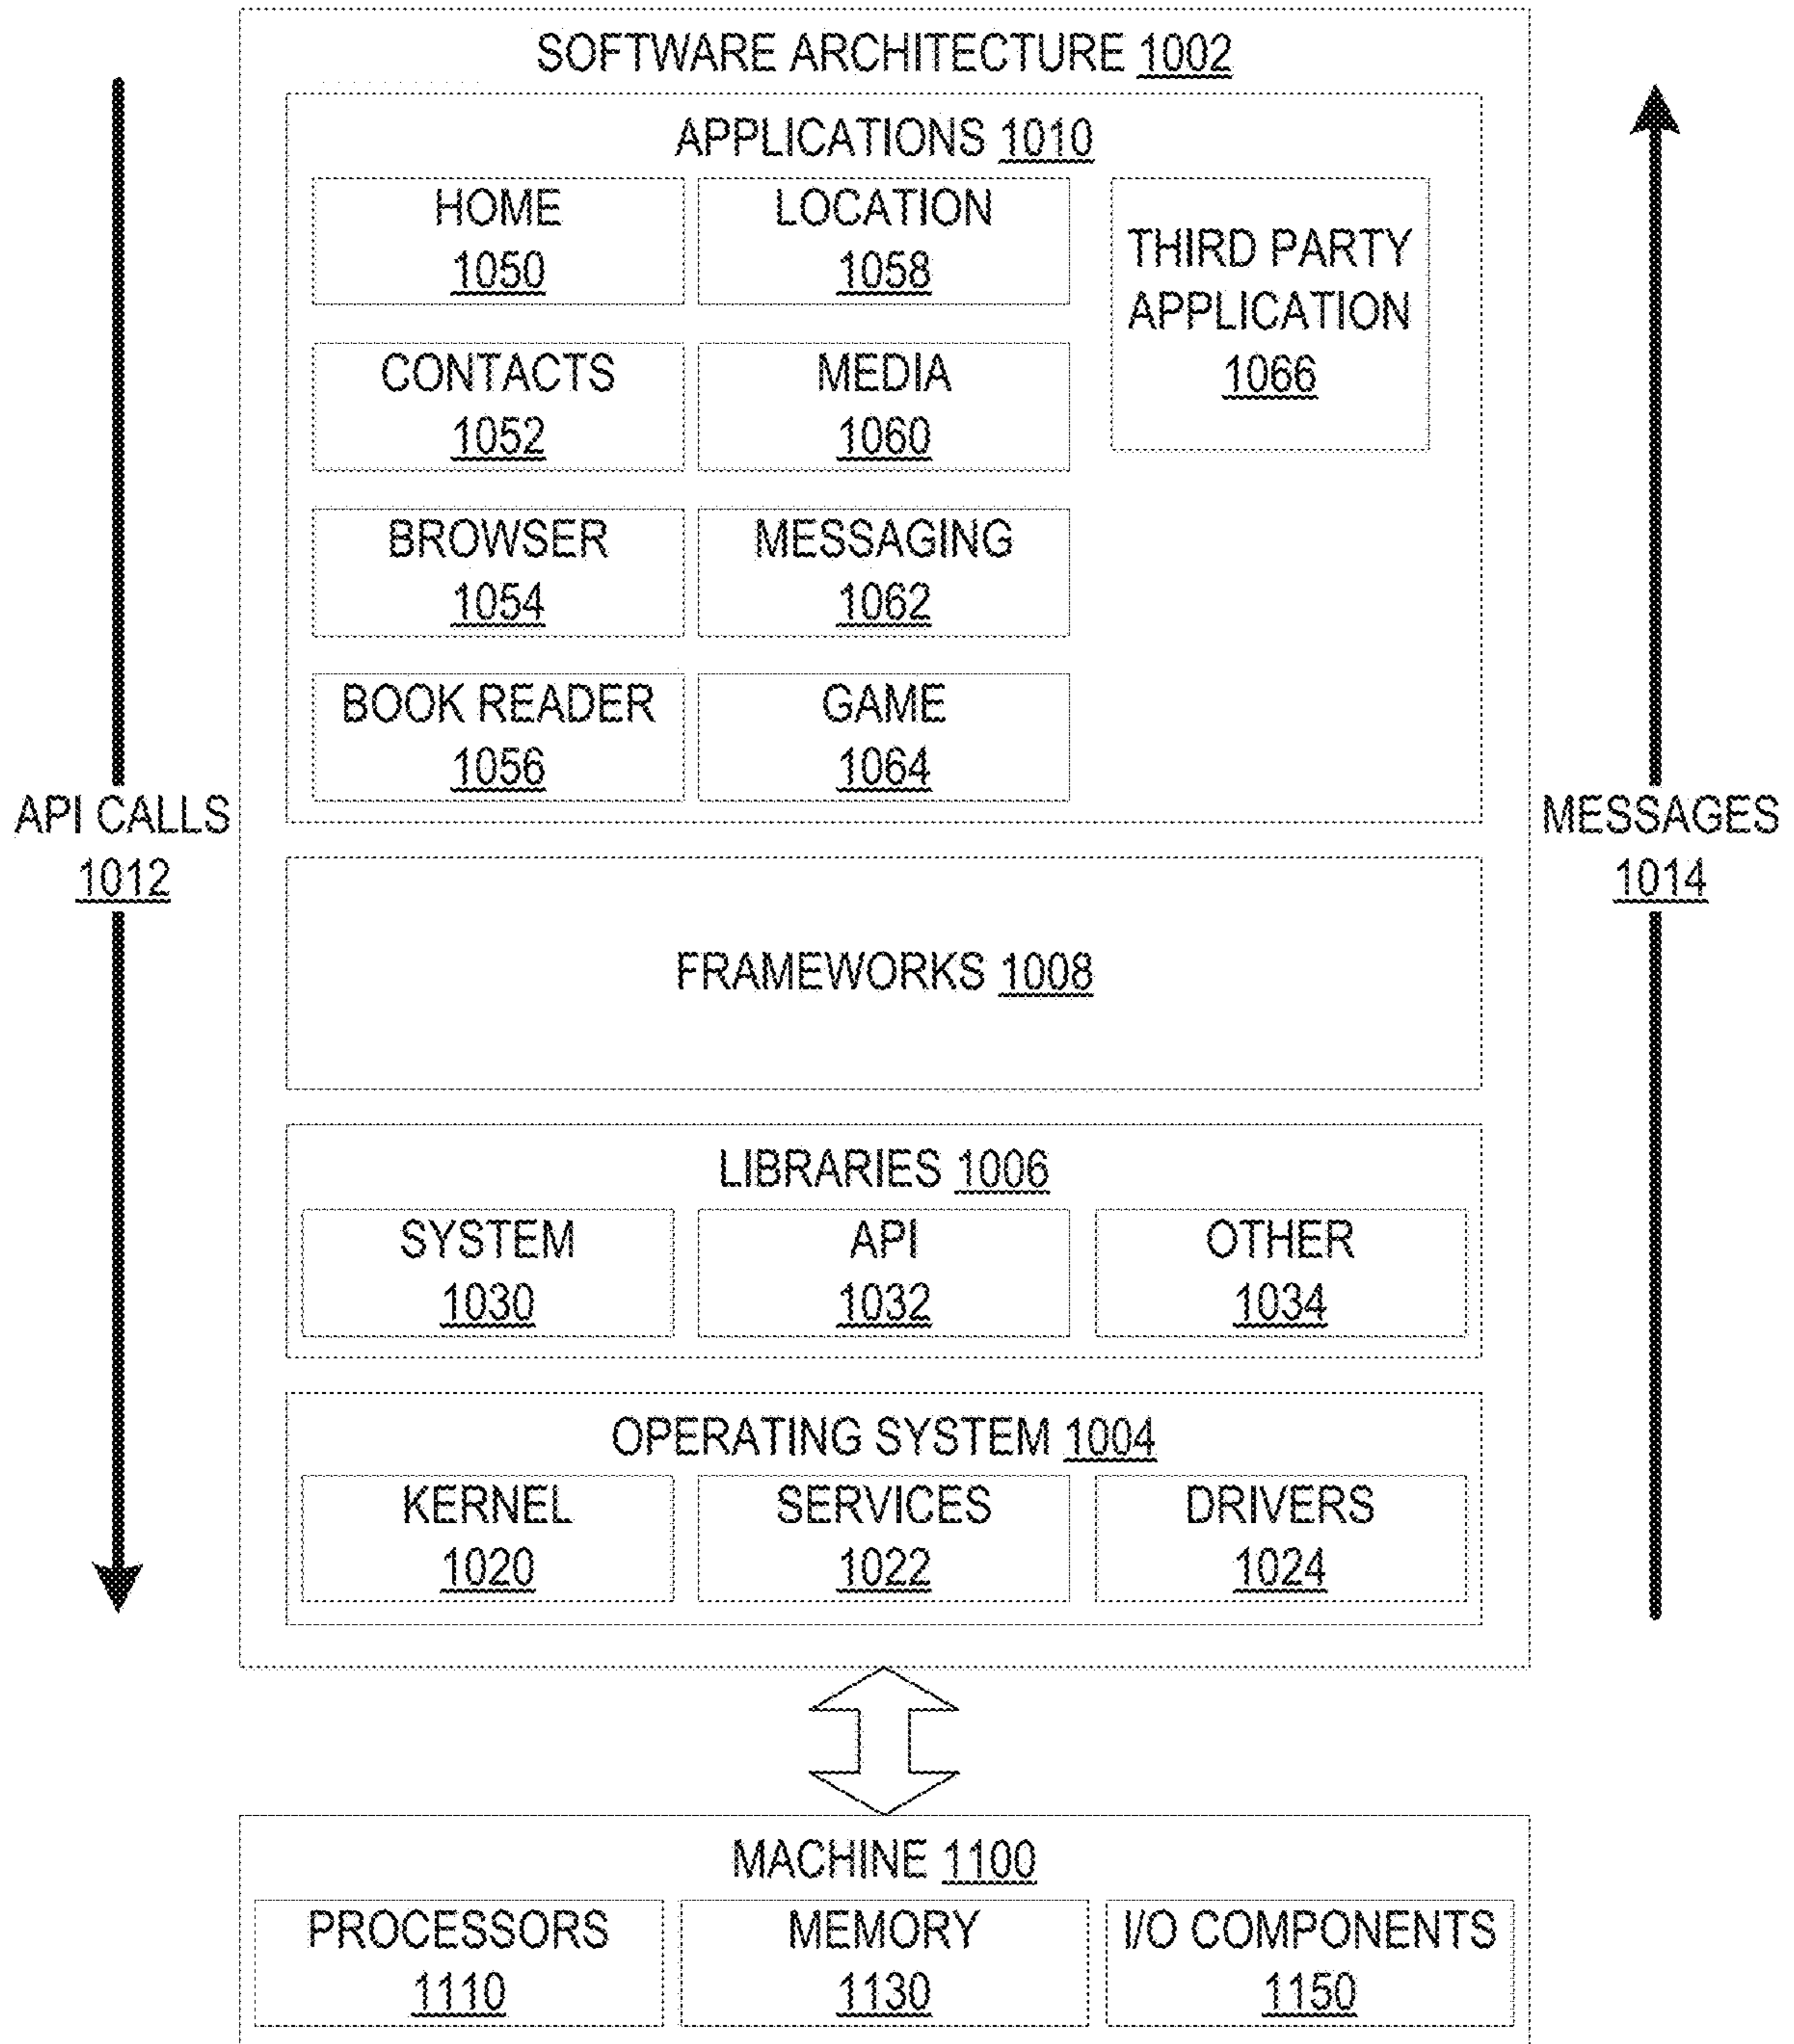 SOFTWARE ARCHITECTURE 1002
APPLICATIONS 1010
HOME
1050
LOCATION
1058
THIRD PARTY
APPLICATION
1066
CONTACTS
1052
MEDIA
1060
BROWSER
1054
MESSAGING
1062
BOOK READER
1056
GAME
1064
API CALLS
1012
MESSAGES
1014
FRAMEWORKS 1008
LIBRARIES 1006
SYSTEM
1030
API
1032
OTHER
1034
OPERATING SYSTEM 1004
KERNEL
1020
SERVICES
1022
DRIVERS
1024
MACHINE 1100
PROCESSORS
1110
MEMORY
1130
I/O COMPONENTS
1150